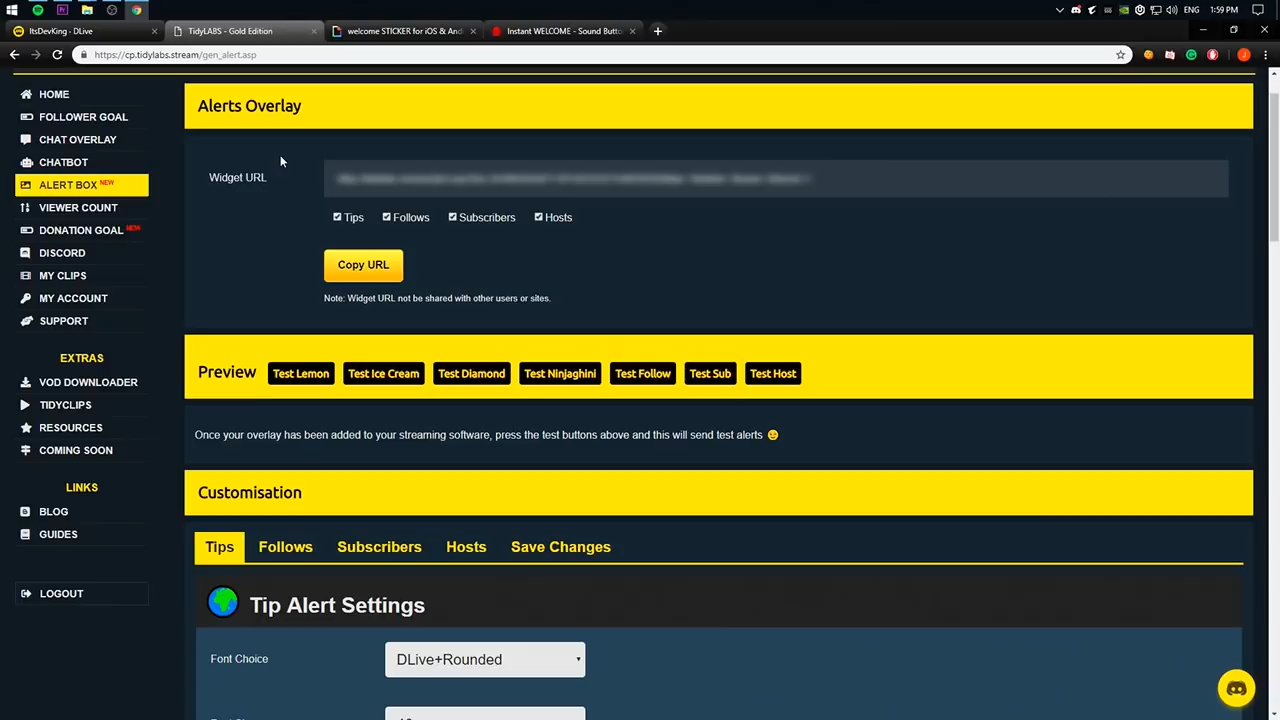 ENG 1:59 PM
ItsDevKing - DLive
TidyLABS - Gold Edition
welcome STICKER for iOS & And
Instant WELCOME - Sound Butto
https://cp.tidylabs.stream/gen_alert.asp
HOME
FOLLOWER GOAL
CHAT OVERLAY
CHATBOT
ALERT BOX NEW
VIEWER COUNT
DONATION GOAL NEW
DISCORD
MY CLIPS
MY ACCOUNT
SUPPORT
EXTRAS
VOD DOWNLOADER
TIDYCLIPS
RESOURCES
COMING SOON
LINKS
BLOG
GUIDES
LOGOUT
Alerts Overlay
Widget URL
Tips Follows Subscribers Hosts
Copy URL
Note: Widget URL not be shared with other users or sites.
Preview Test Lemon Test Ice Cream Test Diamond Test Ninjaghini Test Follow Test Sub Test Host
Once your overlay has been added to your streaming software, press the test buttons above and this will send test alerts
Customisation
Tips Follows Subscribers Hosts Save Changes
Tip Alert Settings
Font Choice DLive+Rounded